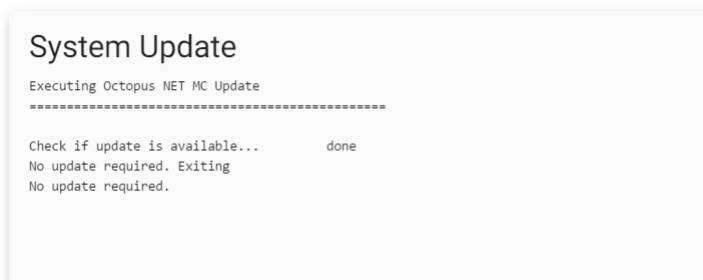 System Update
Executing Octopus NET MC Update
================================================
Check if update is available... done
No update required. Exiting
No update required.